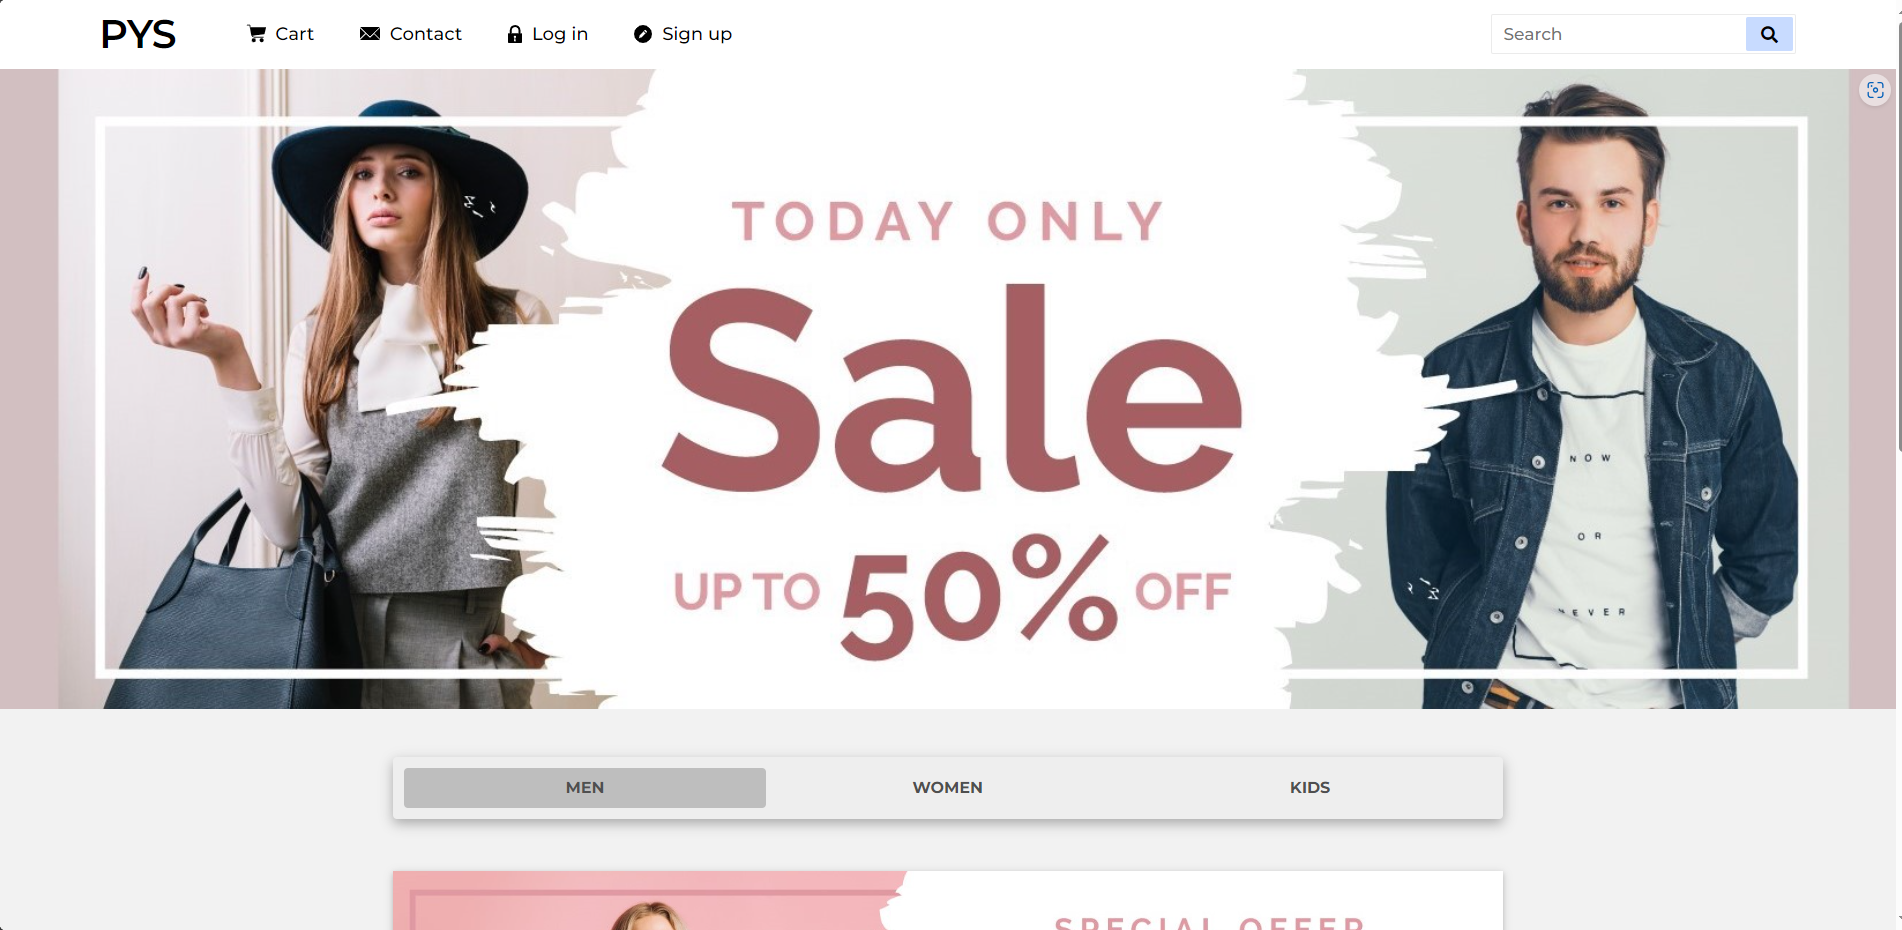 PYS Cart Contact Log in Sign up Search
TODAY ONLY
Sale
UP TO 50% OFF
NOW
OR
NEVER
MEN WOMEN KIDS
SPECIAL OFFER